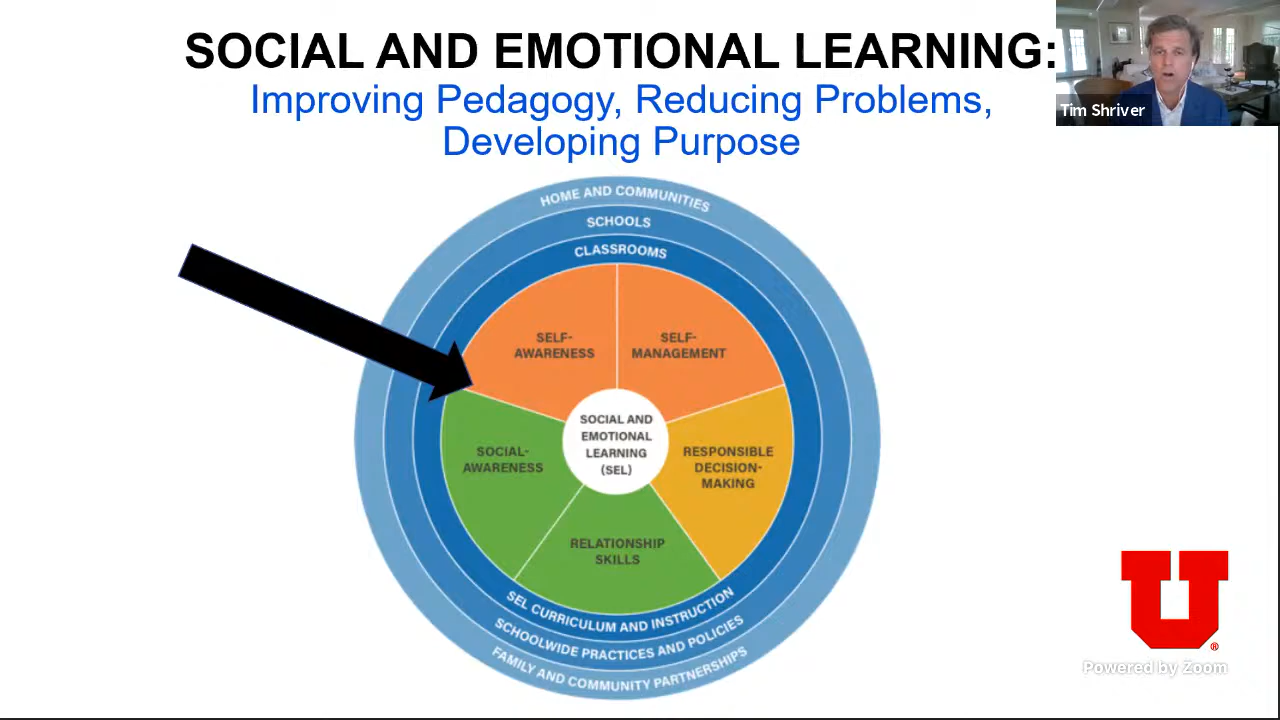 SOCIAL AND EMOTIONAL LEARNING:
Improving Pedagogy, Reducing Problems,
Developing Purpose
Tim Shriver
HOME AND COMMUNITIES
SCHOOLS
CLASSROOMS
SELF-
AWARENESS
SELF-
MANAGEMENT
SOCIAL AND
EMOTIONAL
LEARNING
(SEL)
SOCIAL-
AWARENESS
RESPONSIBLE
DECISION-
MAKING
RELATIONSHIP
SKILLS
SEL CURRICULUM AND INSTRUCTION
SCHOOLWIDE PRACTICES AND POLICIES
FAMILY AND COMMUNITY PARTNERSHIPS
U
®
Powered by Zoom